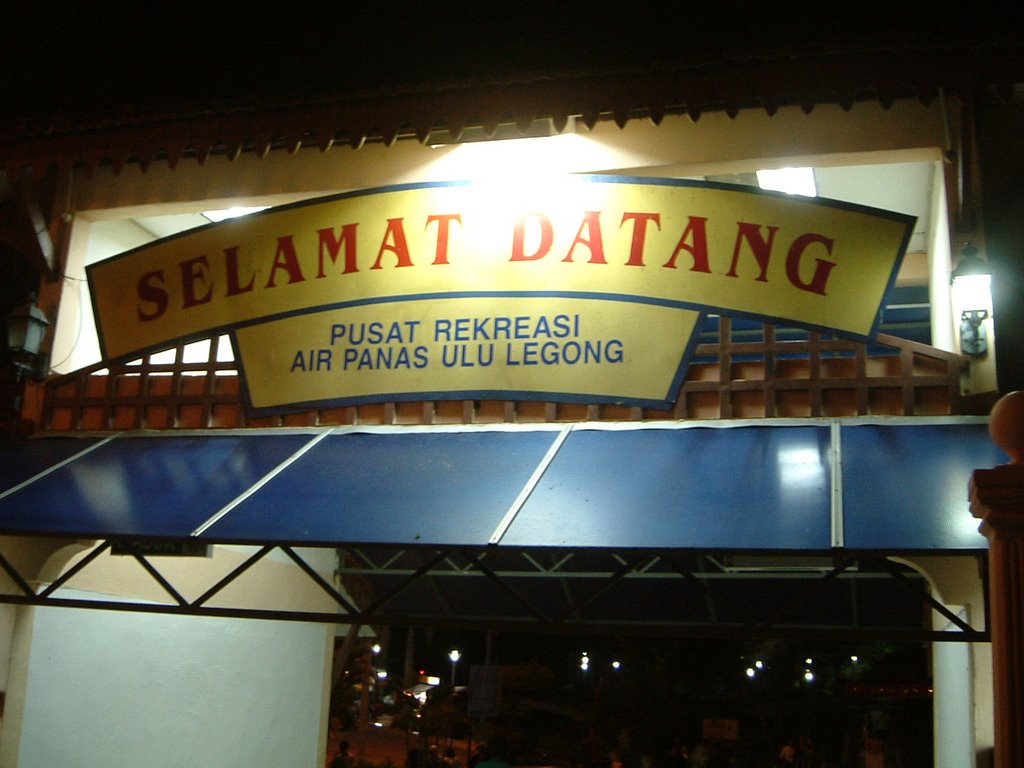 SELAMAT DATANG
PUSAT REKREASI
AIR PANAS ULU LEGONG